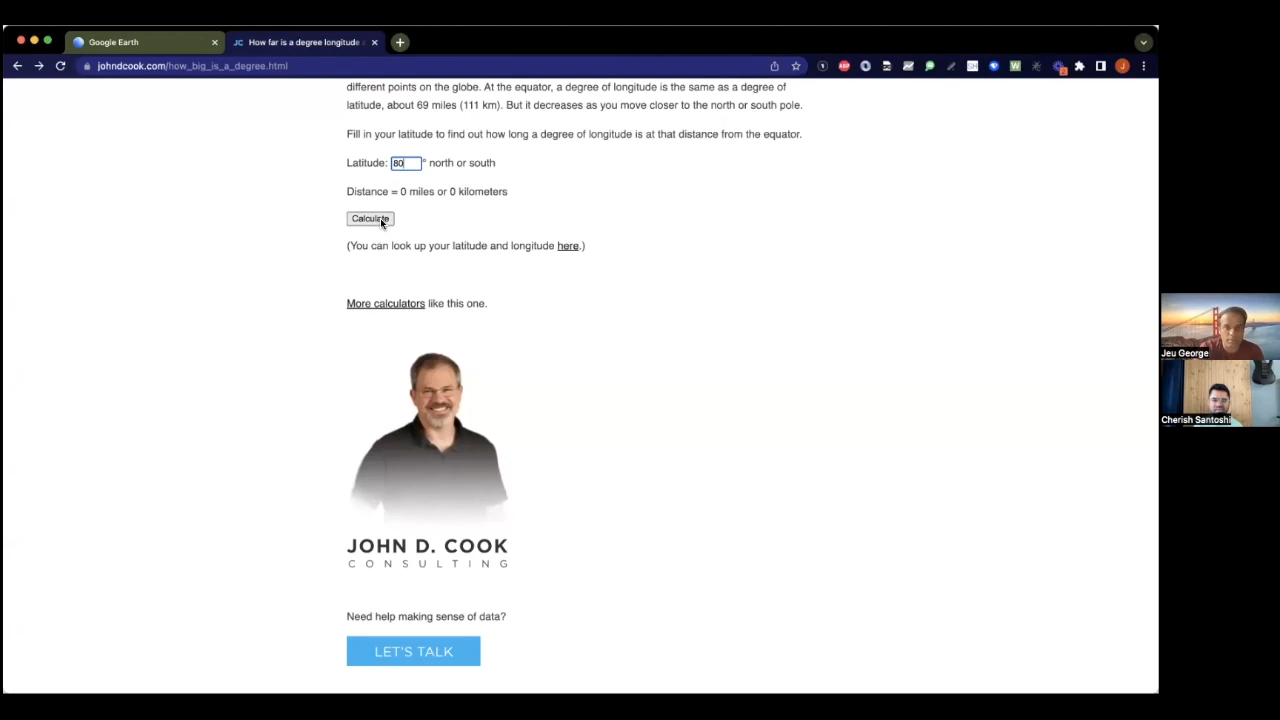 Google Earth
JC How far is a degree longitude
johndcook.com/how_big_is_a_degree.html
different points on the globe. At the equator, a degree of longitude is the same as a degree of
latitude, about 69 miles (111 km). But it decreases as you move closer to the north or south pole.
Fill in your latitude to find out how long a degree of longitude is at that distance from the equator.
Latitude: 80 ° north or south
Distance = 0 miles or 0 kilometers
Calculate
(You can look up your latitude and longitude here.)
More calculators like this one.
JOHN D. COOK
CONSULTING
Need help making sense of data?
LET'S TALK
Jeu George
Cherish Santoshi